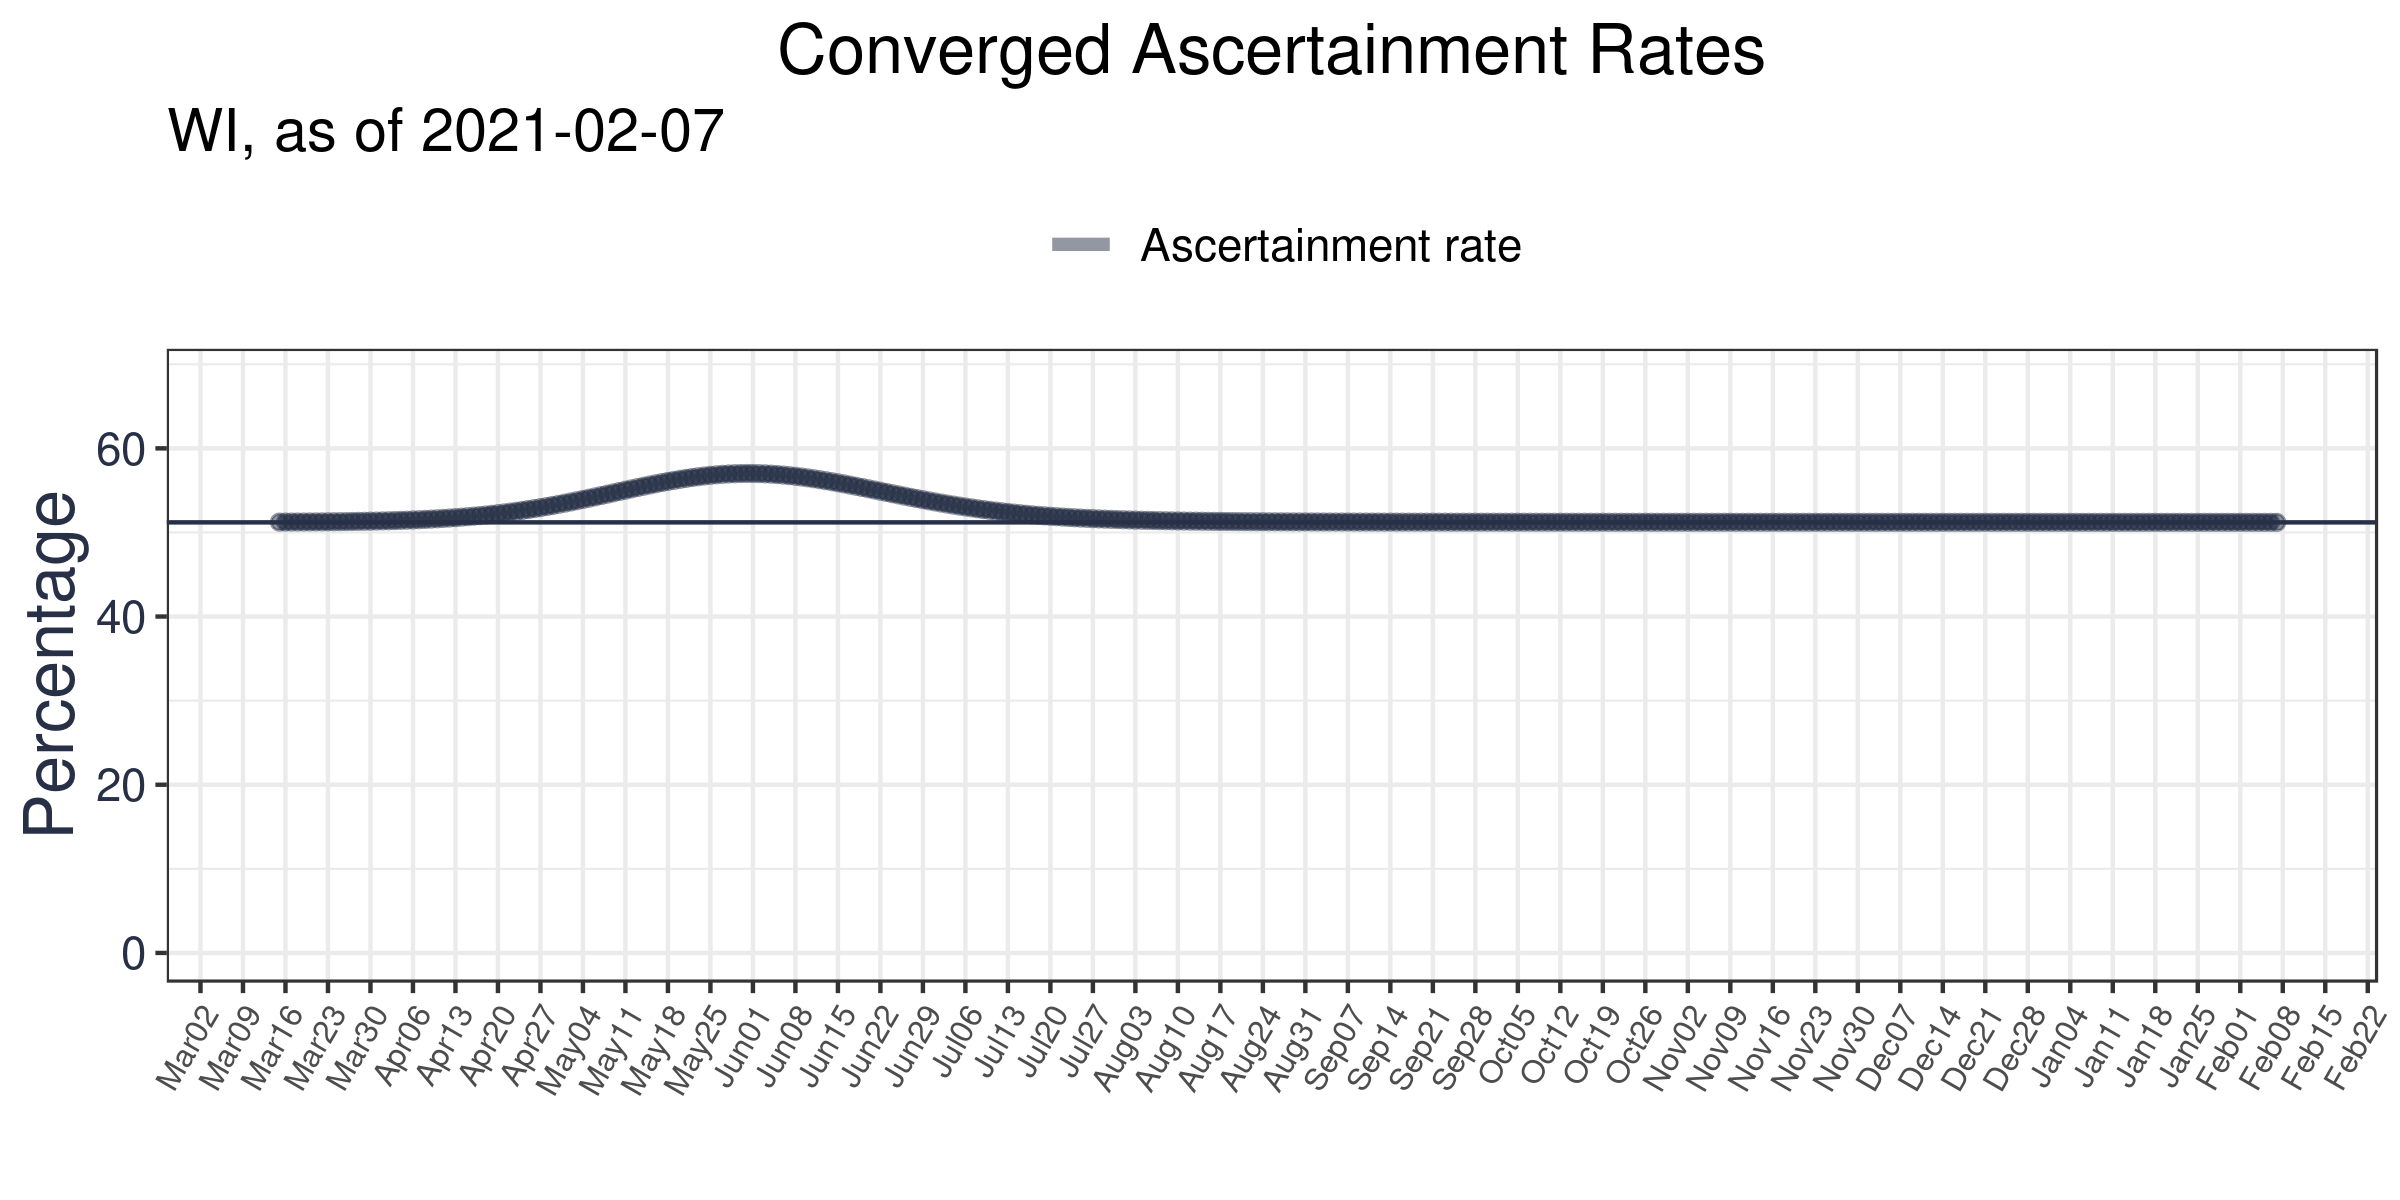 Converged Ascertainment Rates
WI, as of 2021-02-07
Ascertainment rate
Percentage
60
40
20
0
Mar02
Mar09
Mar16
Mar23
Mar30
Apr06
Apr13
Apr20
Apr27
May04
May11
May18
May25
Jun01
Jun08
Jun15
Jun22
Jun29
Jul06
Jul13
Jul20
Jul27
Aug03
Aug10
Aug17
Aug24
Aug31
Sep07
Sep14
Sep21
Sep28
Oct05
Oct12
Oct19
Oct26
Nov02
Nov09
Nov16
Nov23
Nov30
Dec07
Dec14
Dec21
Dec28
Jan04
Jan11
Jan18
Jan25
Feb01
Feb08
Feb15
Feb22